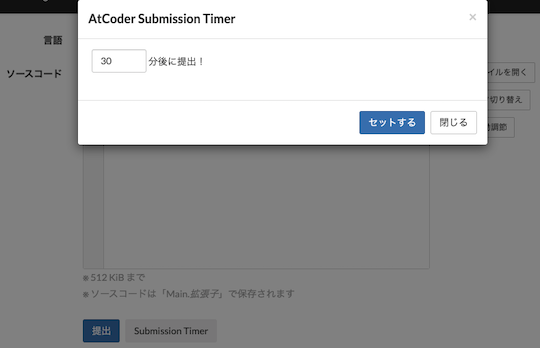 AtCoder Submission Timer
×
30 分後に提出！
セットする 閉じる
言語
ソースコード
イルを開く
切り替え
調節
※ 512 KiB まで
※ ソースコードは「Main.拡張子」で保存されます
提出 Submission Timer